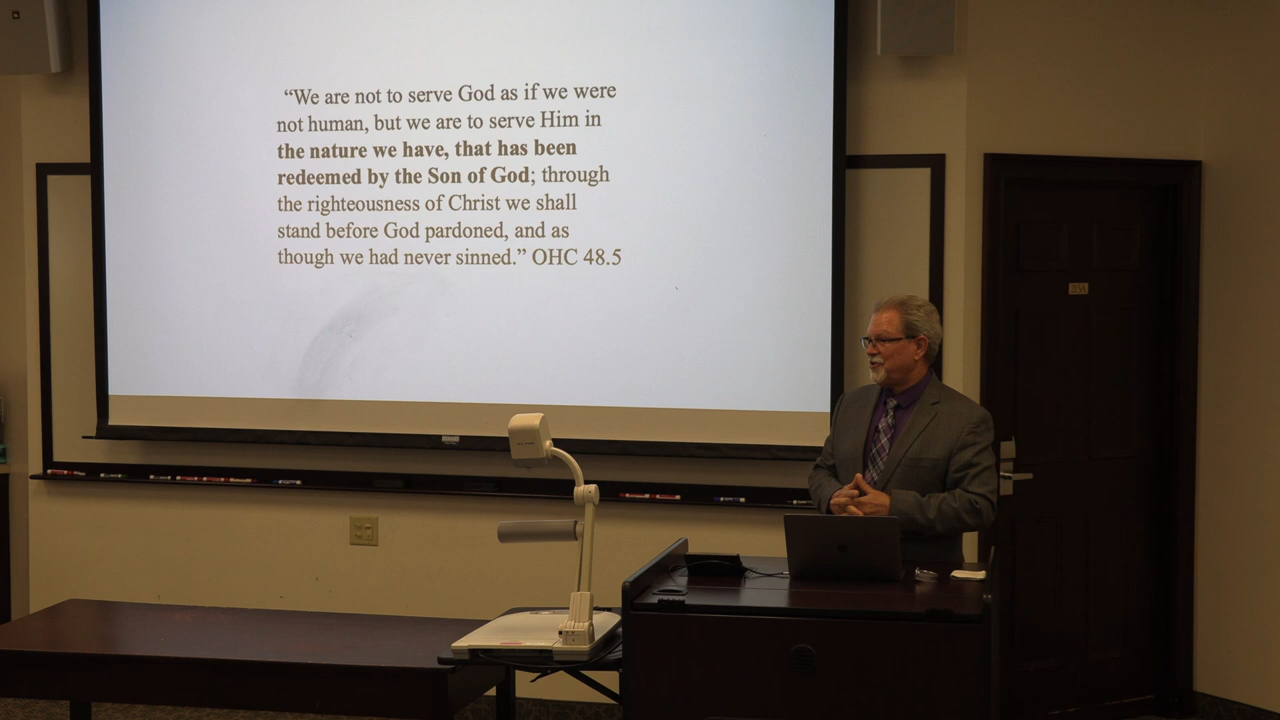 “We are not to serve God as if we were
not human, but we are to serve Him in
the nature we have, that has been
redeemed by the Son of God; through
the righteousness of Christ we shall
stand before God pardoned, and as
though we had never sinned.” OHC 48.5